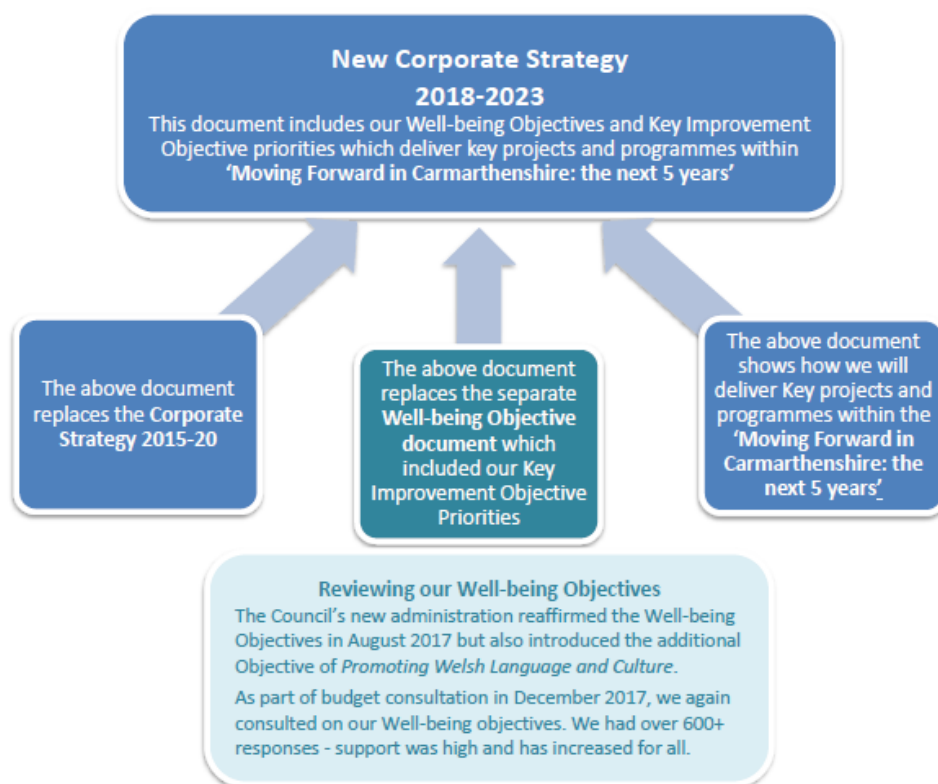 New Corporate Strategy
2018-2023
This document includes our Well-being Objectives and Key Improvement
Objective priorities which deliver key projects and programmes within
‘Moving Forward in Carmarthenshire: the next 5 years’
The above document
replaces the Corporate
Strategy 2015-20
The above document
replaces the separate
Well-being Objective
document which
included our Key
Improvement Objective
Priorities
The above document
shows how we will
deliver Key projects and
programmes within the
‘Moving Forward in
Carmarthenshire: the
next 5 years’
Reviewing our Well-being Objectives
The Council’s new administration reaffirmed the Well-being
Objectives in August 2017 but also introduced the additional
Objective of Promoting Welsh Language and Culture.
As part of budget consultation in December 2017, we again
consulted on our Well-being objectives. We had over 600+
responses - support was high and has increased for all.